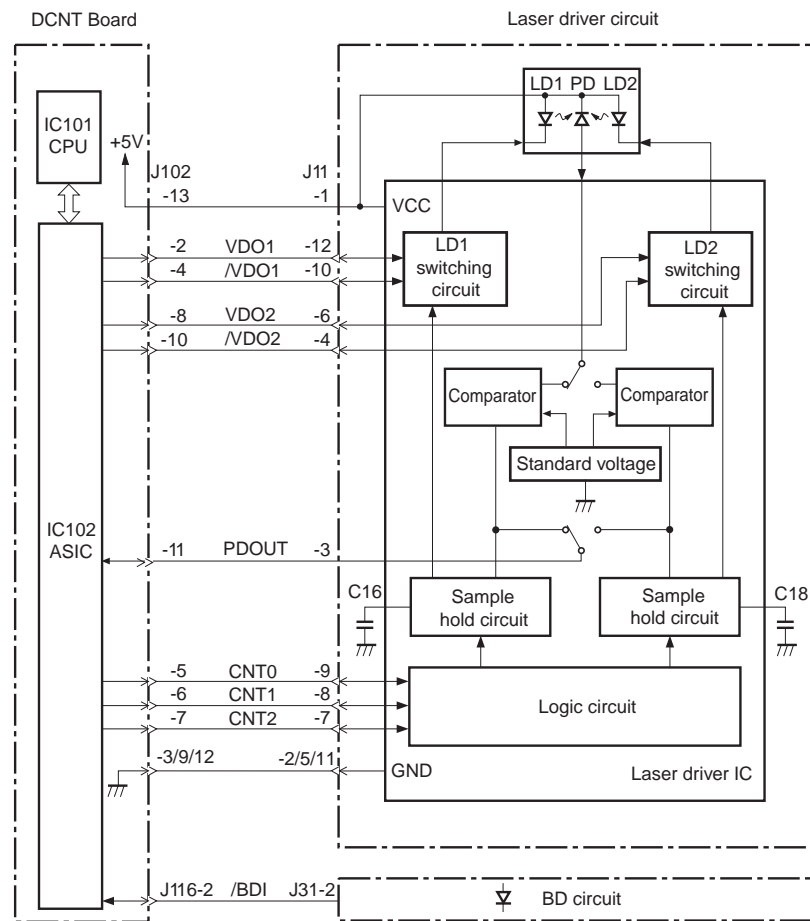 DCNT Board
Laser driver circuit
LD1 PD LD2
IC101
CPU
+5V
J102
J11
-13
-1
VCC
-2 VDO1 -12
-4 /VDO1 -10
LD1
switching
circuit
LD2
switching
circuit
-8 VDO2 -6
-10 /VDO2 -4
Comparator
Comparator
Standard voltage
IC102
ASIC
-11 PDOUT -3
C16
Sample
hold circuit
Sample
hold circuit
C18
-5 CNT0 -9
-6 CNT1 -8
-7 CNT2 -7
Logic circuit
-3/9/12
-2/5/11
GND
Laser driver IC
J116-2 /BDI J31-2
BD circuit